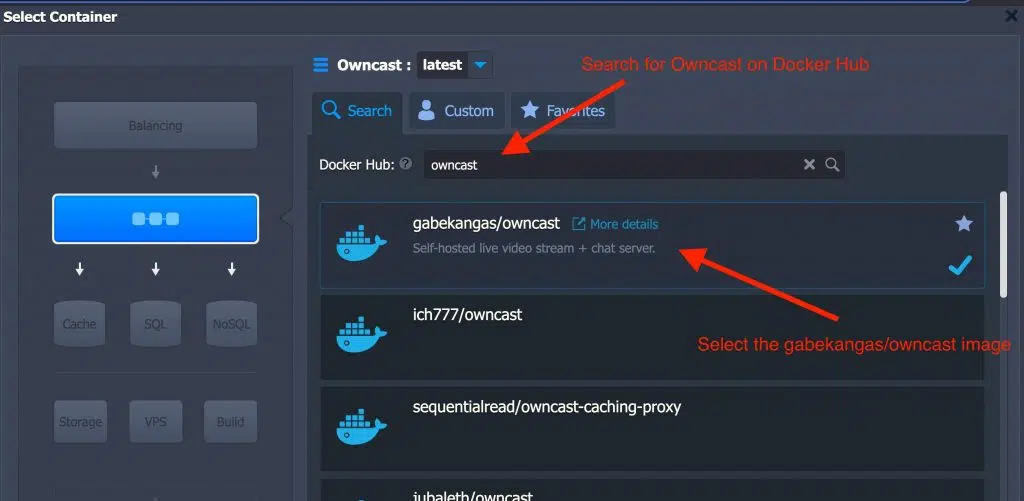 Select Container
Owncast : latest
Search for Owncast on Docker Hub
Search Custom Favorites
Balancing
Docker Hub: ? owncast
gabekangas/owncast More details
Self-hosted live video stream + chat server.
ich777/owncast
Cache SQL NoSQL
Select the gabekangas/owncast image
sequentialread/owncast-caching-proxy
Storage VPS Build
jubaleth/owncast